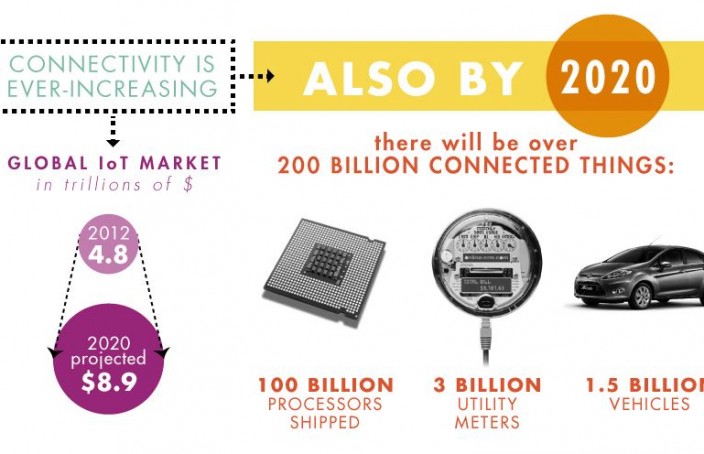 CONNECTIVITY IS
EVER-INCREASING
GLOBAL IoT MARKET
in trillions of $
2012
4.8
2020
projected
$8.9
ALSO BY 2020
there will be over
200 BILLION CONNECTED THINGS:
TOTAL BILL
100 BILLION
PROCESSORS
SHIPPED
3 BILLION
UTILITY
METERS
1.5 BILLION
VEHICLES